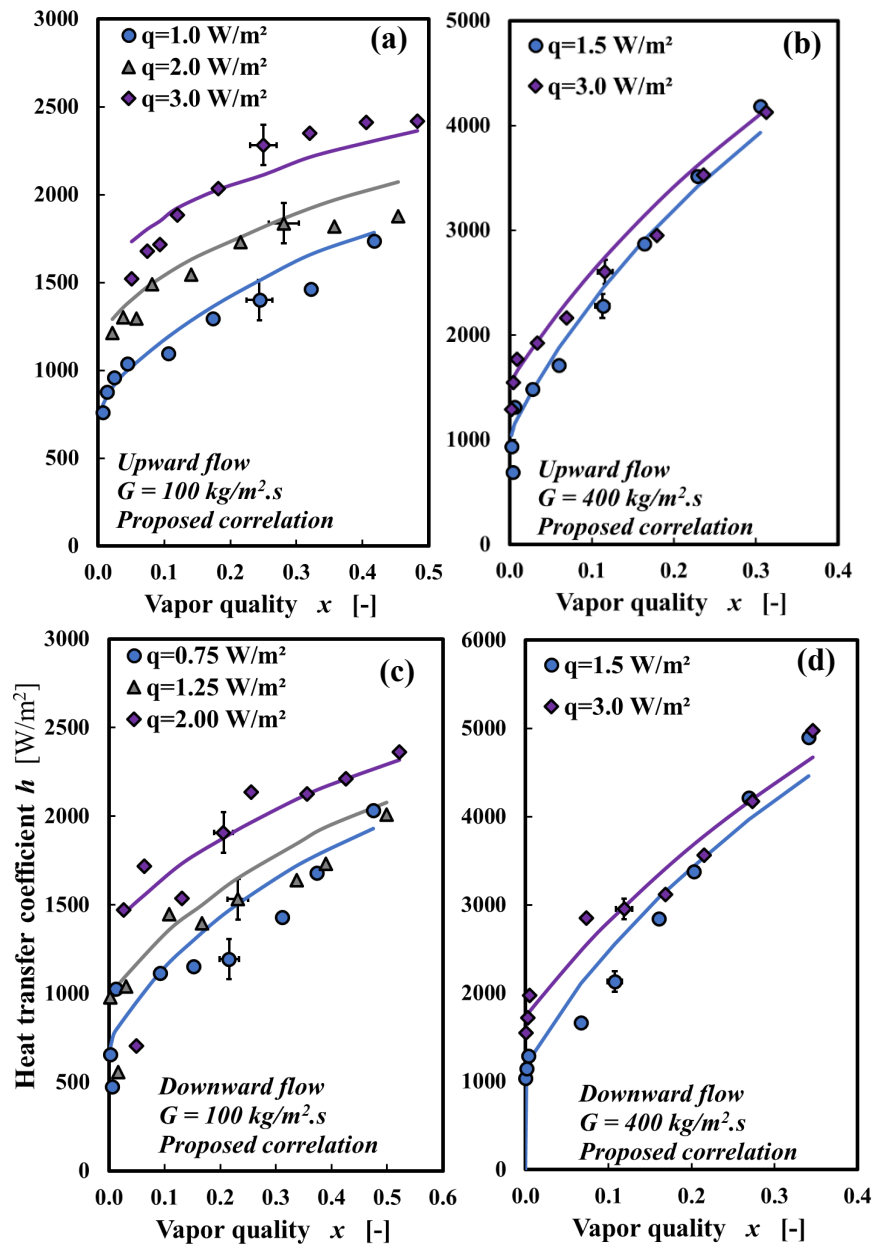 (a)
q=1.0 W/m²
q=2.0 W/m²
q=3.0 W/m²
3000
2500
2000
1500
1000
500
0
Upward flow
G = 100 kg/m².s
Proposed correlation
0.0 0.1 0.2 0.3 0.4 0.5
Vapor quality x [-]
(b)
q=1.5 W/m²
q=3.0 W/m²
5000
4000
3000
2000
1000
0
Upward flow
G = 400 kg/m².s
Proposed correlation
0.0 0.1 0.2 0.3 0.4
Vapor quality x [-]
Heat transfer coefficient h [W/m²]
(c)
q=0.75 W/m²
q=1.25 W/m²
q=2.00 W/m²
3000
2500
2000
1500
1000
500
0
Downward flow
G = 100 kg/m².s
Proposed correlation
0.0 0.1 0.2 0.3 0.4 0.5 0.6
Vapor quality x [-]
(d)
q=1.5 W/m²
q=3.0 W/m²
6000
5000
4000
3000
2000
1000
0
Downward flow
G = 400 kg/m².s
Proposed correlation
0.0 0.1 0.2 0.3 0.4
Vapor quality x [-]